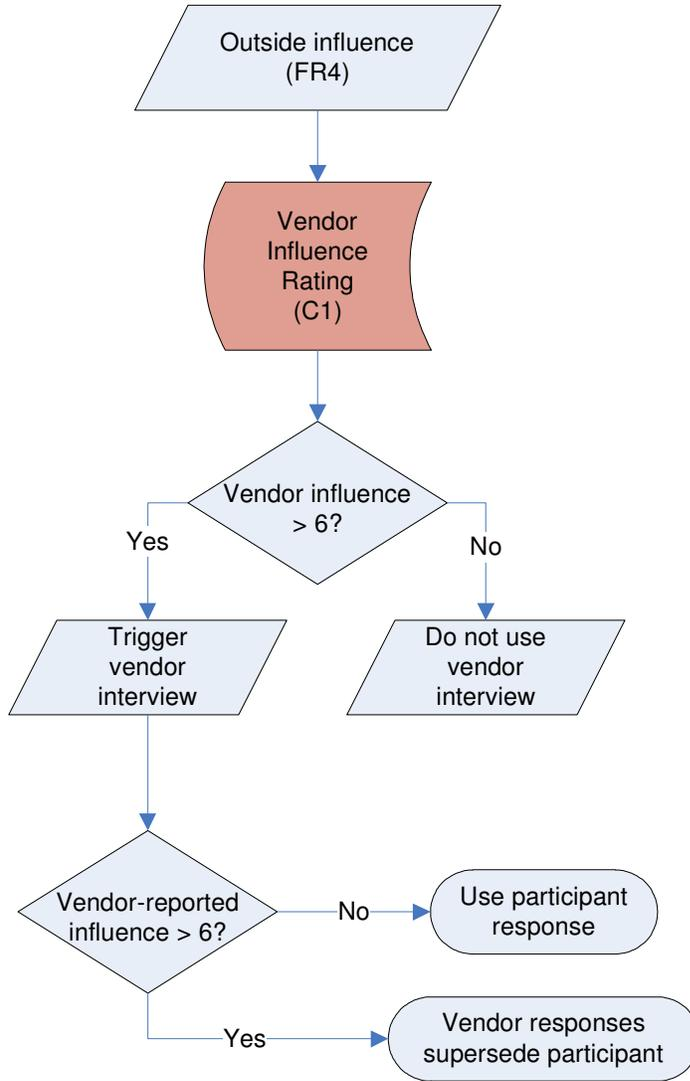 Outside influence
(FR4)
Vendor
Influence
Rating
(C1)
Vendor influence
> 6?
Yes
No
Trigger
vendor
interview
Do not use
vendor
interview
Vendor-reported
influence > 6?
No
Use participant
response
Yes
Vendor responses
supersede participant